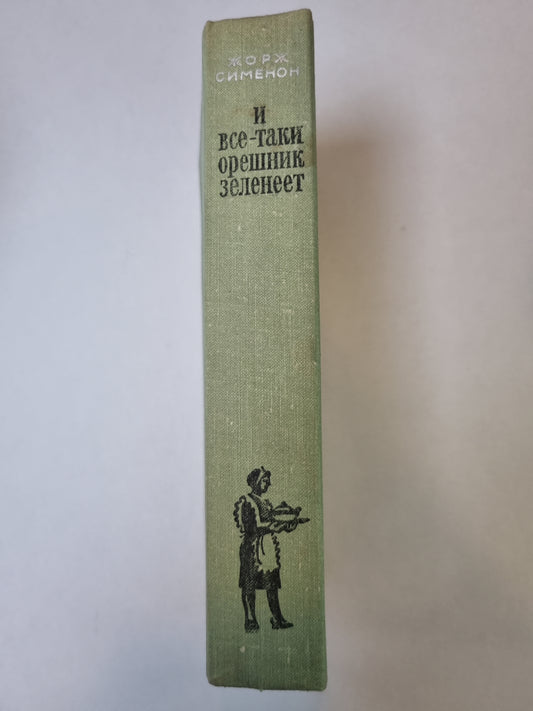 ЖОРЖ
СИМЕНОН
И
ВСЕ-ТАКИ
ОРЕШНИК
ЗЕЛЕНЕЕТ